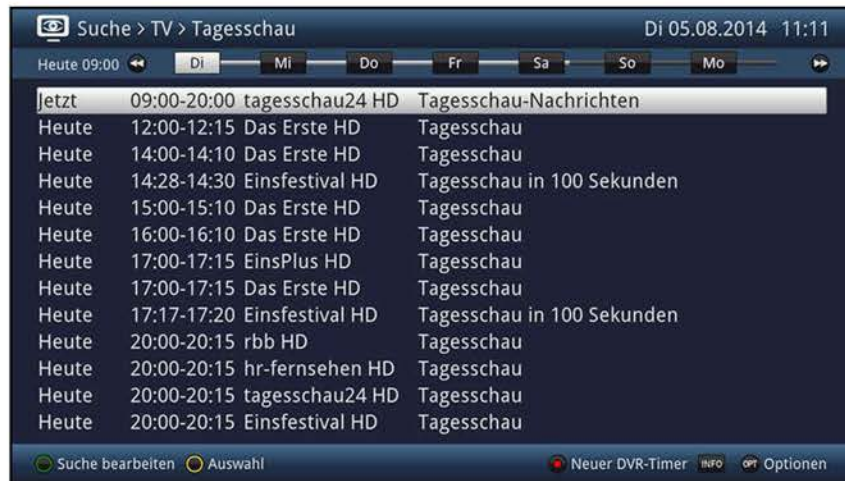 Suche > TV > Tagesschau Di 05.08.2014 11:11
Heute 09:00 Di Mi Do Fr Sa So Mo
Jetzt 09:00-20:00 tagesschau24 HD Tagesschau-Nachrichten
Heute 12:00-12:15 Das Erste HD Tagesschau
Heute 14:00-14:10 Das Erste HD Tagesschau
Heute 14:28-14:30 Einsfestival HD Tagesschau in 100 Sekunden
Heute 15:00-15:10 Das Erste HD Tagesschau
Heute 16:00-16:10 Das Erste HD Tagesschau
Heute 17:00-17:15 EinsPlus HD Tagesschau
Heute 17:00-17:15 Das Erste HD Tagesschau
Heute 17:17-17:20 Einsfestival HD Tagesschau in 100 Sekunden
Heute 20:00-20:15 rbb HD Tagesschau
Heute 20:00-20:15 hr-fernsehen HD Tagesschau
Heute 20:00-20:15 tagesschau24 HD Tagesschau
Heute 20:00-20:15 Einsfestival HD Tagesschau
Suche bearbeiten Auswahl Neuer DVR-Timer INFO OPT Optionen